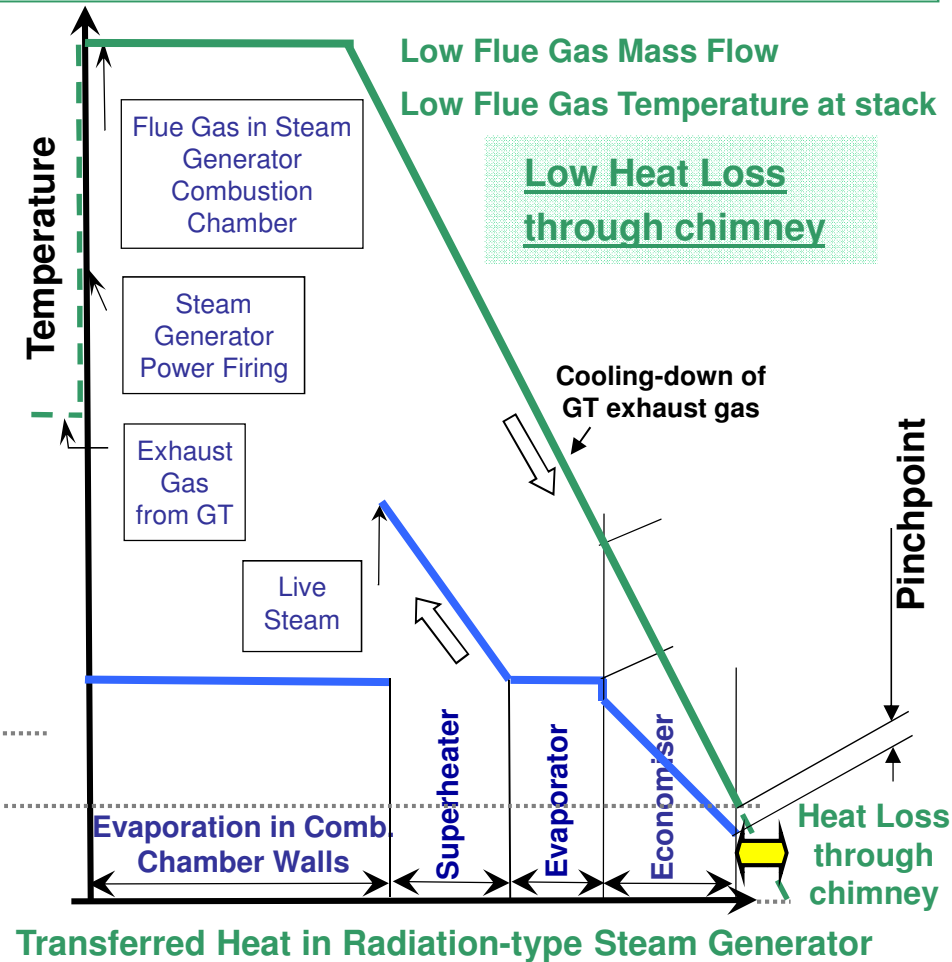 Low Flue Gas Mass Flow
Low Flue Gas Temperature at stack
Low Heat Loss
through chimney
Flue Gas in Steam
Generator
Combustion
Chamber
Temperature
Steam
Generator
Power Firing
Cooling-down of
GT exhaust gas
Exhaust
Gas
from GT
Pinchpoint
Live
Steam
Superheater
Evaporator
Economiser
Evaporation in Comb.
Chamber Walls
Heat Loss
through
chimney
Transferred Heat in Radiation-type Steam Generator